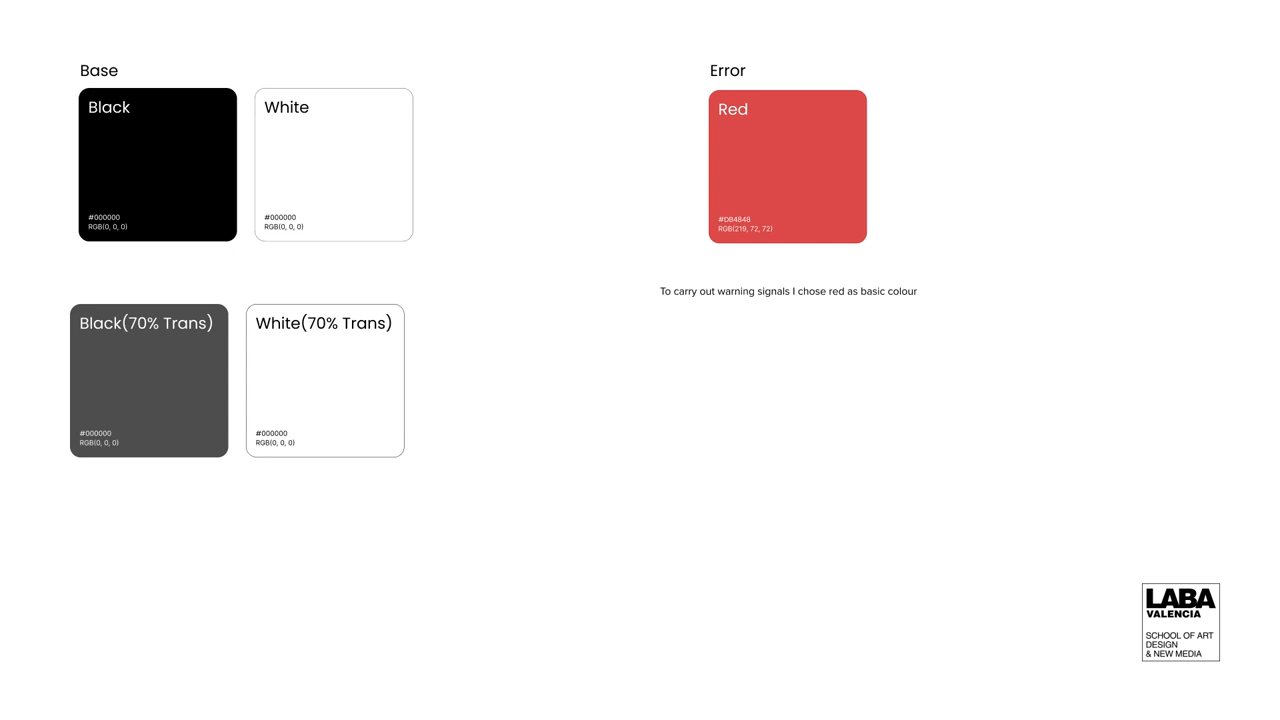 Base
Black
#000000
RGB(0, 0, 0)
White
#000000
RGB(0, 0, 0)
Error
Red
#DB4848
RGB(219, 72, 72)
To carry out warning signals I chose red as basic colour
Black(70% Trans)
#000000
RGB(0, 0, 0)
White(70% Trans)
#000000
RGB(0, 0, 0)
LABA
VALENCIA
SCHOOL OF ART
DESIGN
& NEW MEDIA